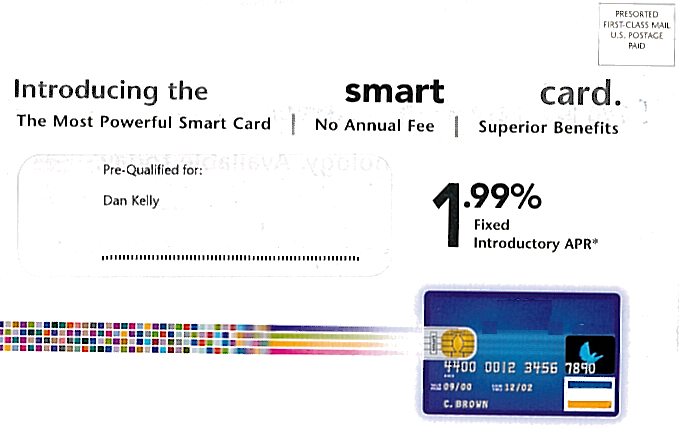 PRESORTED
FIRST-CLASS MAIL
U.S. POSTAGE
PAID
Introducing the smart card.
The Most Powerful Smart Card | No Annual Fee | Superior Benefits
Pre-Qualified for:
Dan Kelly
1.99%
Fixed
Introductory APR*
4400 0012 3456 7890
09/00 12/02
C. BROWN